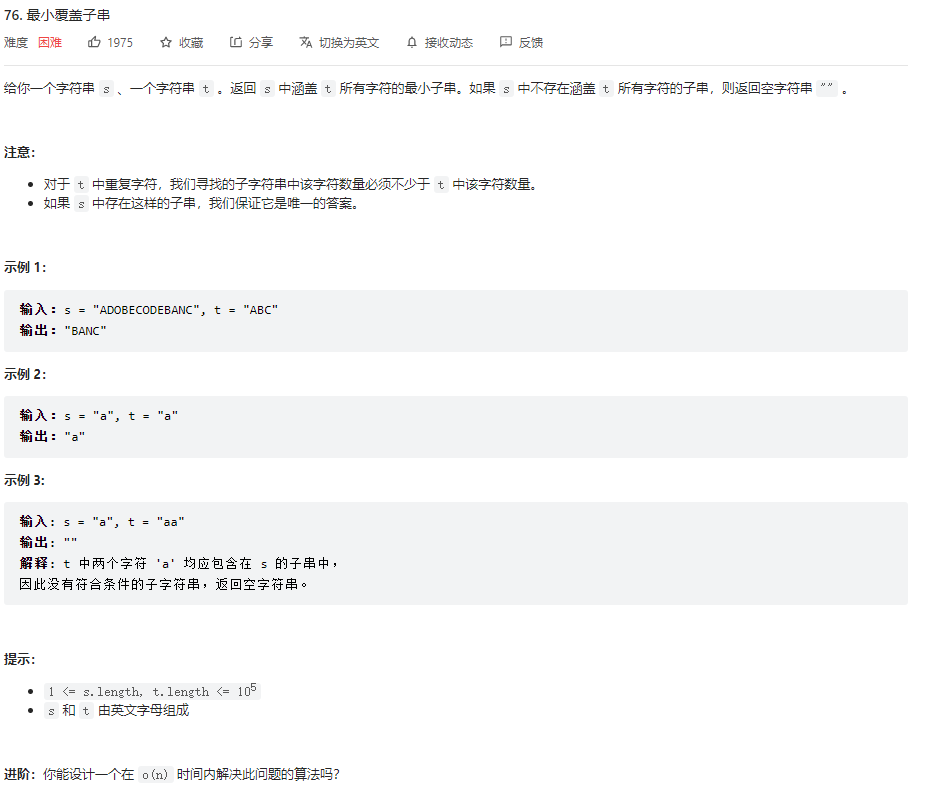 76. 最小覆盖子串
难度 困难 1975 收藏 分享 切换为英文 接收动态 反馈
给你一个字符串 s 、一个字符串 t 。返回 s 中涵盖 t 所有字符的最小子串。如果 s 中不存在涵盖 t 所有字符的子串，则返回空字符串 "" 。
注意：
对于 t 中重复字符，我们寻找的子字符串中该字符数量必须不少于 t 中该字符数量。
如果 s 中存在这样的子串，我们保证它是唯一的答案。
示例 1：
输入：s = "ADOBECODEBANC", t = "ABC"
输出："BANC"
示例 2：
输入：s = "a", t = "a"
输出："a"
示例 3:
输入: s = "a", t = "aa"
输出: ""
解释: t 中两个字符 'a' 均应包含在 s 的子串中，
因此没有符合条件的子字符串，返回空字符串。
提示：
1 <= s.length, t.length <= 10⁵
s 和 t 由英文字母组成
进阶：你能设计一个在 o(n) 时间内解决此问题的算法吗？